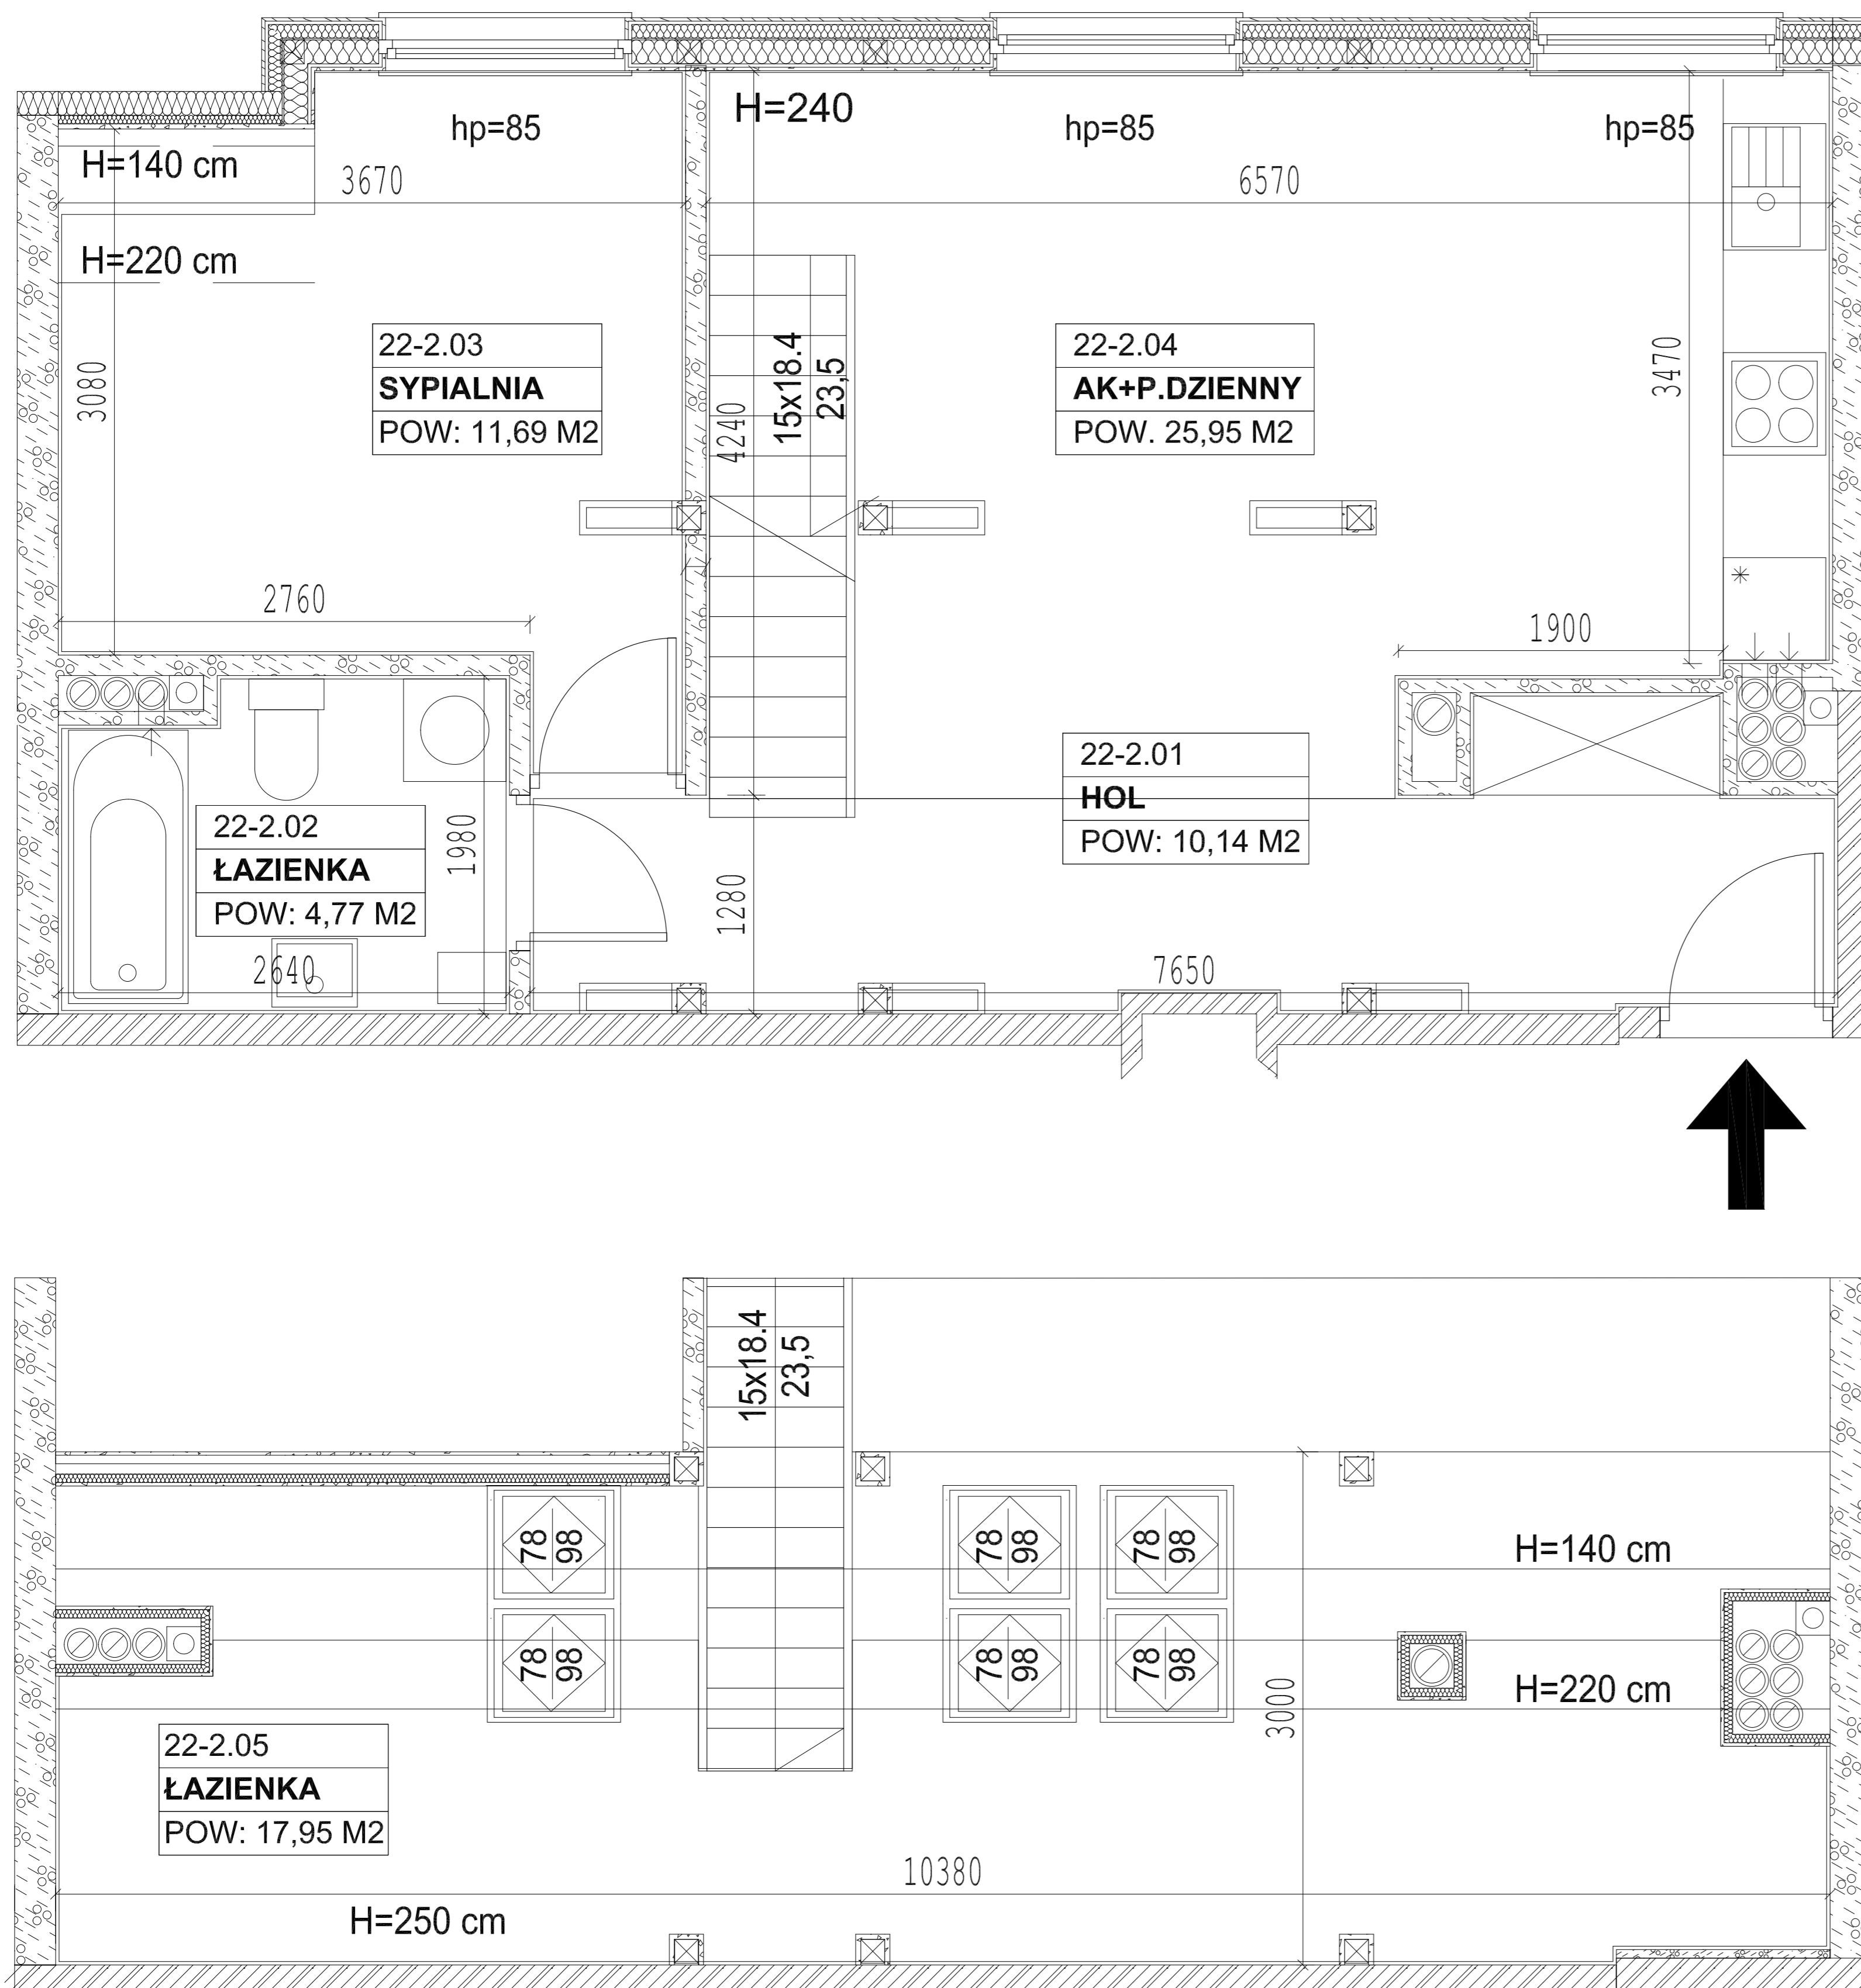 H=240
hp=85
hp=85
hp=85
H=140 cm
3670
6570
H=220 cm
22-2.03
SYPIALNIA
POW: 11,69 M2
3080
4240
15x18.4
23,5
22-2.04
AK+P.DZIENNY
POW. 25,95 M2
3470
2760
1900
22-2.01
HOL
POW: 10,14 M2
22-2.02
ŁAZIENKA
POW: 4,77 M2
1980
1280
2640
7650
15x18.4
23,5
78
98
78
98
78
98
H=140 cm
78
98
78
98
78
98
H=220 cm
3000
22-2.05
ŁAZIENKA
POW: 17,95 M2
10380
H=250 cm